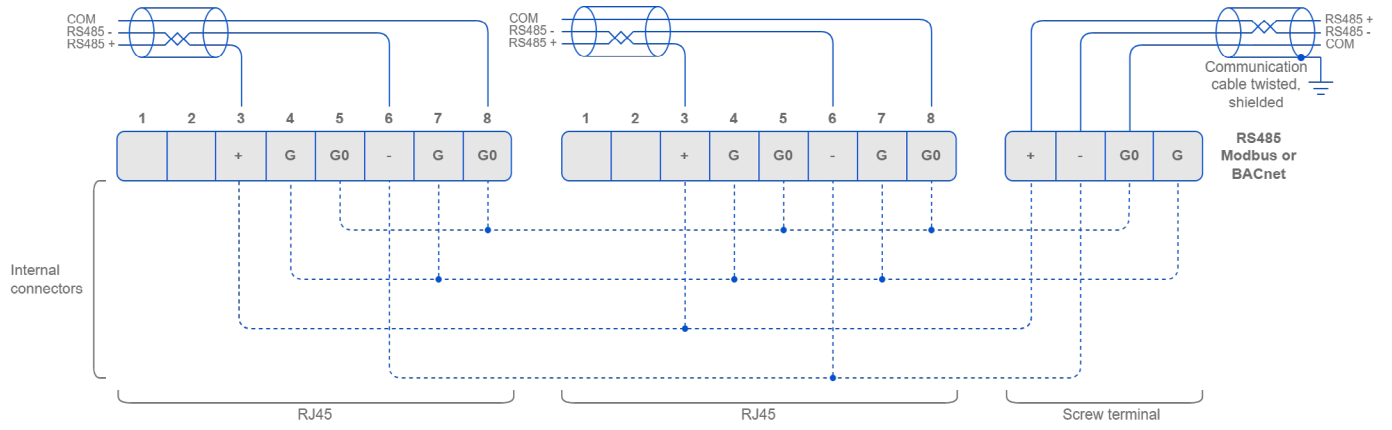 COM
RS485 -
RS485 +
COM
RS485 -
RS485 +
RS485 +
RS485 -
COM
Communication
cable twisted,
shielded
1 2 3 4 5 6 7 8
1 2 3 4 5 6 7 8
+ G G0 - G G0
+ G G0 - G G0
+ - G0 G
RS485
Modbus or
BACnet
Internal
connectors
RJ45
RJ45
Screw terminal